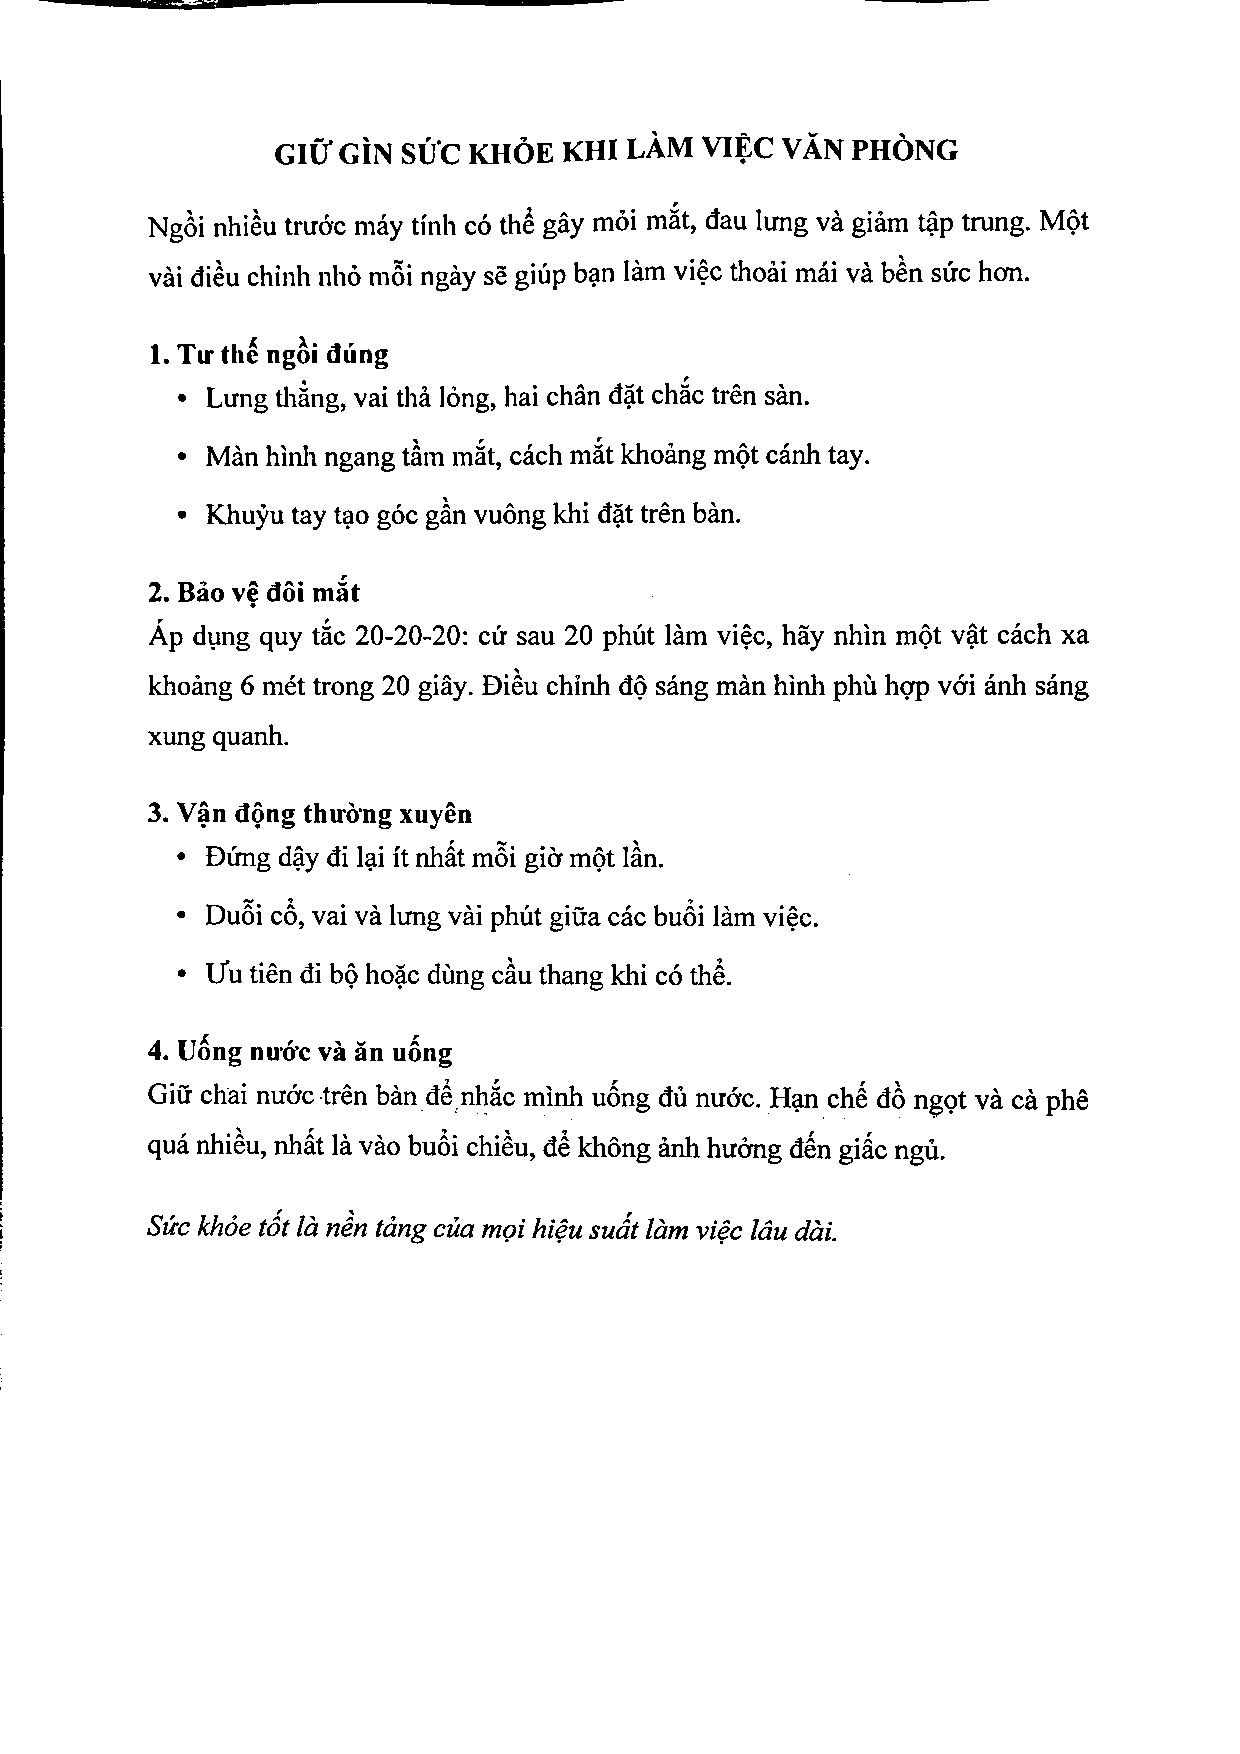 GIỮ GÌN SỨC KHỎE KHI LÀM VIỆC VĂN PHÒNG
Ngồi nhiều trước máy tính có thể gây mỏi mắt, đau lưng và giảm tập trung. Một
vài điều chỉnh nhỏ mỗi ngày sẽ giúp bạn làm việc thoải mái và bền sức hơn.
1. Tư thế ngồi đúng
• Lưng thẳng, vai thả lỏng, hai chân đặt chắc trên sàn.
• Màn hình ngang tầm mắt, cách mắt khoảng một cánh tay.
• Khuỷu tay tạo góc gần vuông khi đặt trên bàn.
2. Bảo vệ đôi mắt
Áp dụng quy tắc 20-20-20: cứ sau 20 phút làm việc, hãy nhìn một vật cách xa
khoảng 6 mét trong 20 giây. Điều chỉnh độ sáng màn hình phù hợp với ánh sáng
xung quanh.
3. Vận động thường xuyên
• Đứng dậy đi lại ít nhất mỗi giờ một lần.
• Duỗi cổ, vai và lưng vài phút giữa các buổi làm việc.
• Ưu tiên đi bộ hoặc dùng cầu thang khi có thể.
4. Uống nước và ăn uống
Giữ chai nước trên bàn để nhắc mình uống đủ nước. Hạn chế đồ ngọt và cà phê
quá nhiều, nhất là vào buổi chiều, để không ảnh hưởng đến giấc ngủ.
Sức khỏe tốt là nền tảng của mọi hiệu suất làm việc lâu dài.